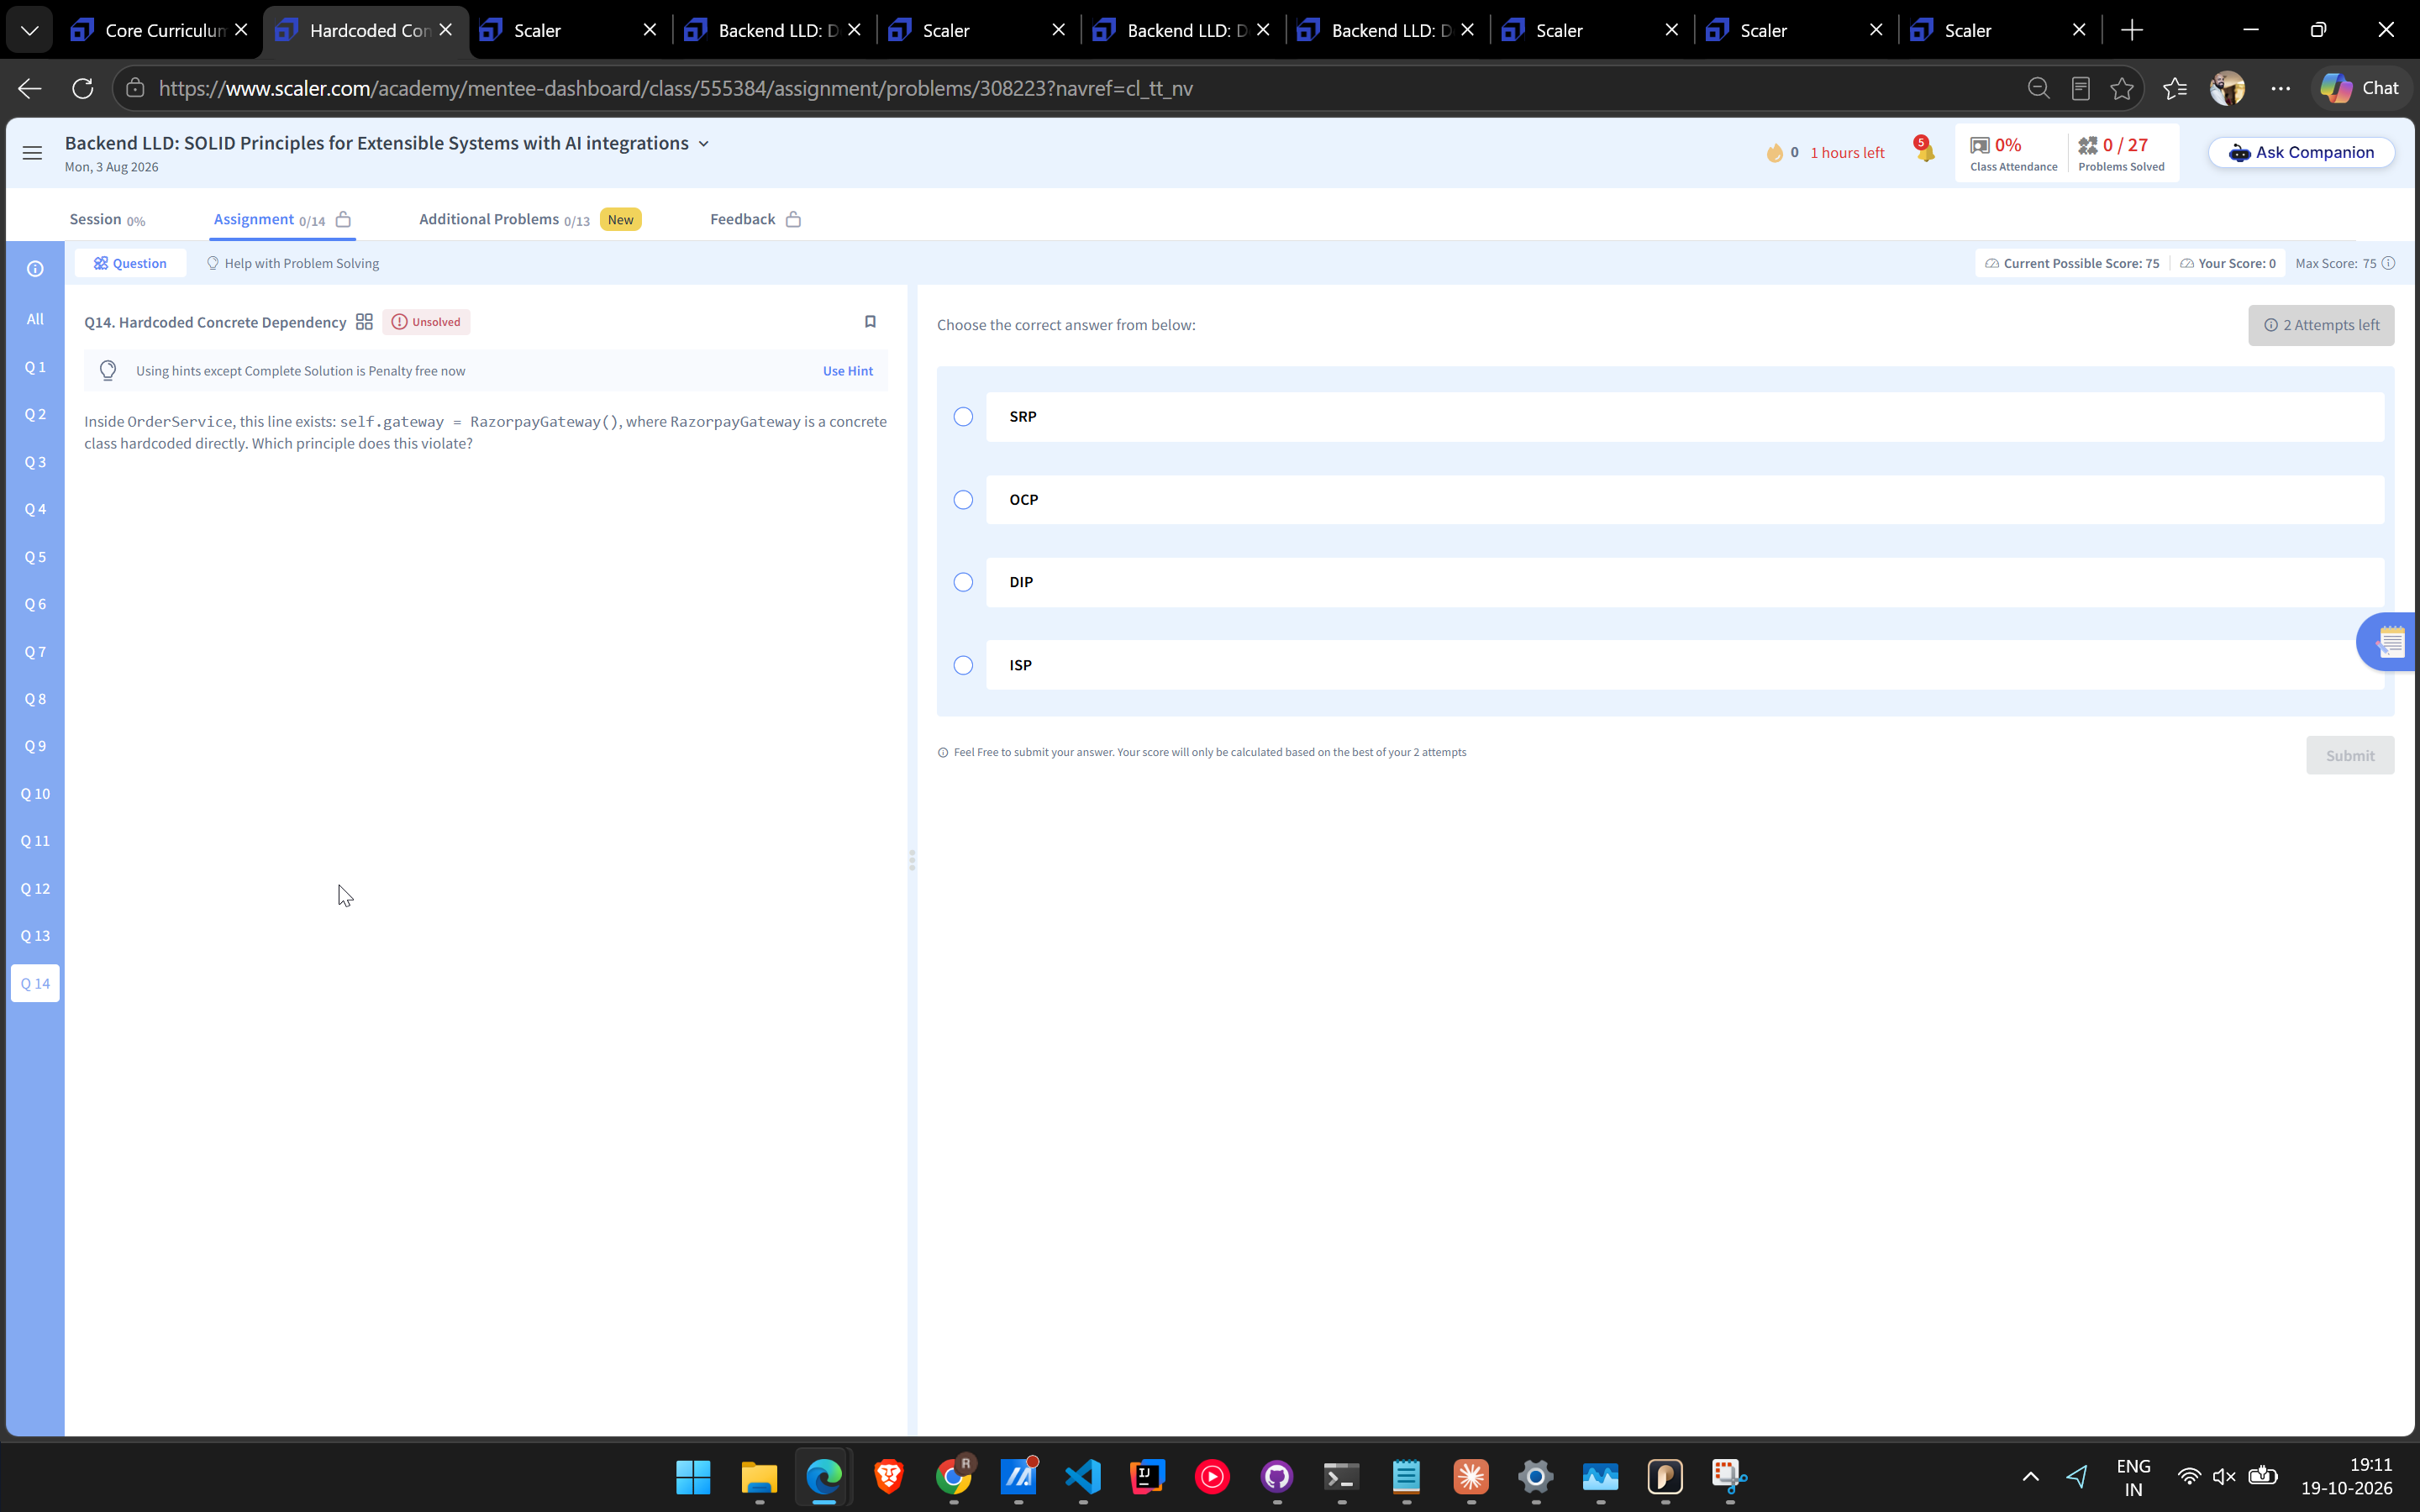 Core Curriculum
Hardcoded Con
Scaler
Backend LLD: D
Scaler
Backend LLD: D
Backend LLD: D
Scaler
Scaler
Scaler
https://www.scaler.com/academy/mentee-dashboard/class/555384/assignment/problems/308223?navref=cl_tt_nv
Chat
Backend LLD: SOLID Principles for Extensible Systems with AI integrations
Mon, 3 Aug 2026
0
1 hours left
5
0%
Class Attendance
0 / 27
Problems Solved
Ask Companion
Session 0%
Assignment 0/14
Additional Problems 0/13
New
Feedback
Question
Help with Problem Solving
Current Possible Score: 75
Your Score: 0
Max Score: 75
All
Q 1
Q 2
Q 3
Q 4
Q 5
Q 6
Q 7
Q 8
Q 9
Q 10
Q 11
Q 12
Q 13
Q 14
Q14. Hardcoded Concrete Dependency
Unsolved
Using hints except Complete Solution is Penalty free now
Use Hint
Inside OrderService, this line exists: self.gateway = RazorpayGateway(), where RazorpayGateway is a concrete
class hardcoded directly. Which principle does this violate?
Choose the correct answer from below:
2 Attempts left
SRP
OCP
DIP
ISP
Feel Free to submit your answer. Your score will only be calculated based on the best of your 2 attempts
Submit
R
IJ
ENG
IN
19:11
19-10-2026